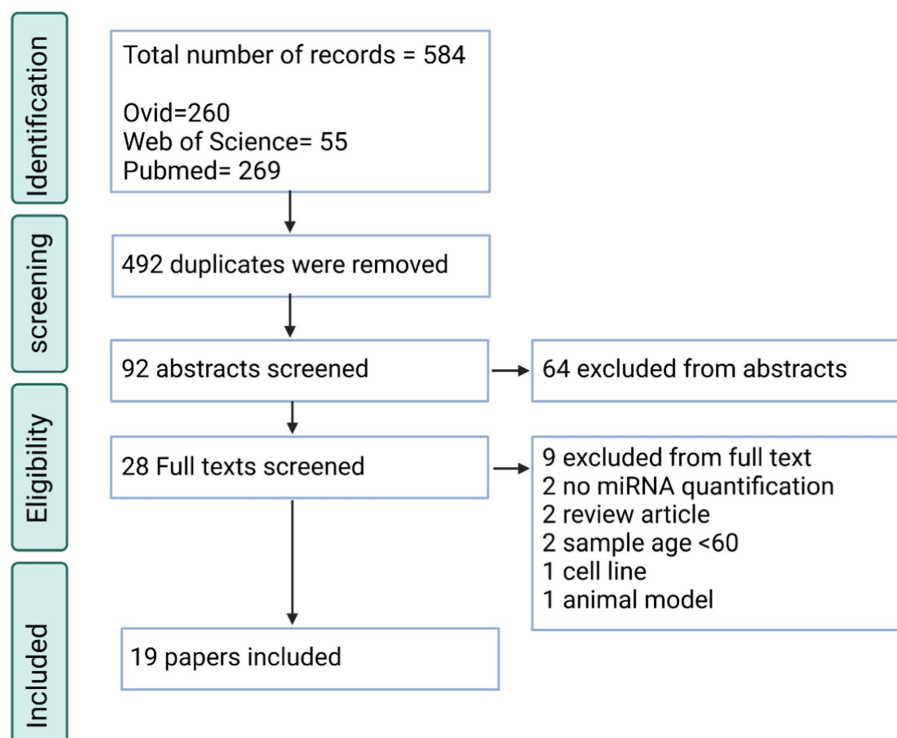 Identification
Total number of records = 584
Ovid=260
Web of Science= 55
Pubmed= 269
screening
492 duplicates were removed
92 abstracts screened
64 excluded from abstracts
Eligibility
28 Full texts screened
9 excluded from full text
2 no miRNA quantification
2 review article
2 sample age <60
1 cell line
1 animal model
Included
19 papers included